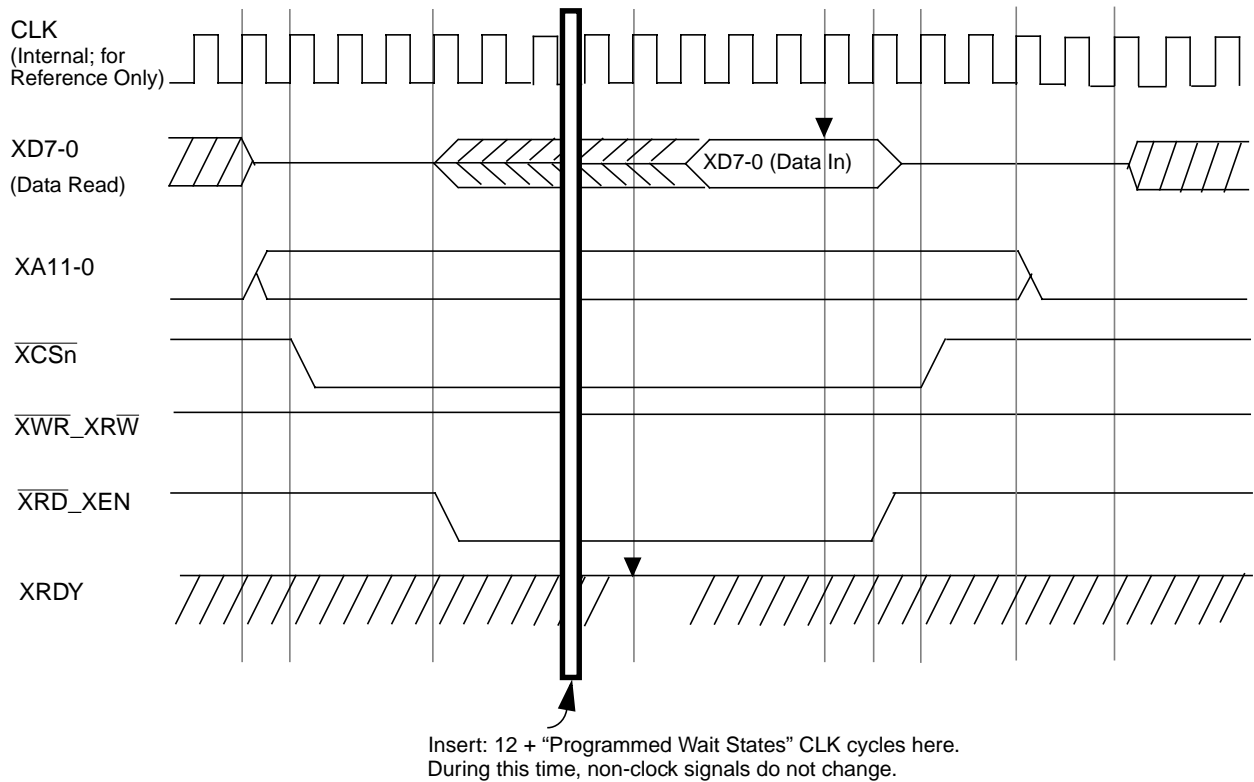 CLK
(Internal; for
Reference Only)
XD7-0
(Data Read)
XD7-0 (Data In)
XA11-0
XCSn
XWR_XRW
XRD_XEN
XRDY
Insert: 12 + “Programmed Wait States” CLK cycles here.
During this time, non-clock signals do not change.